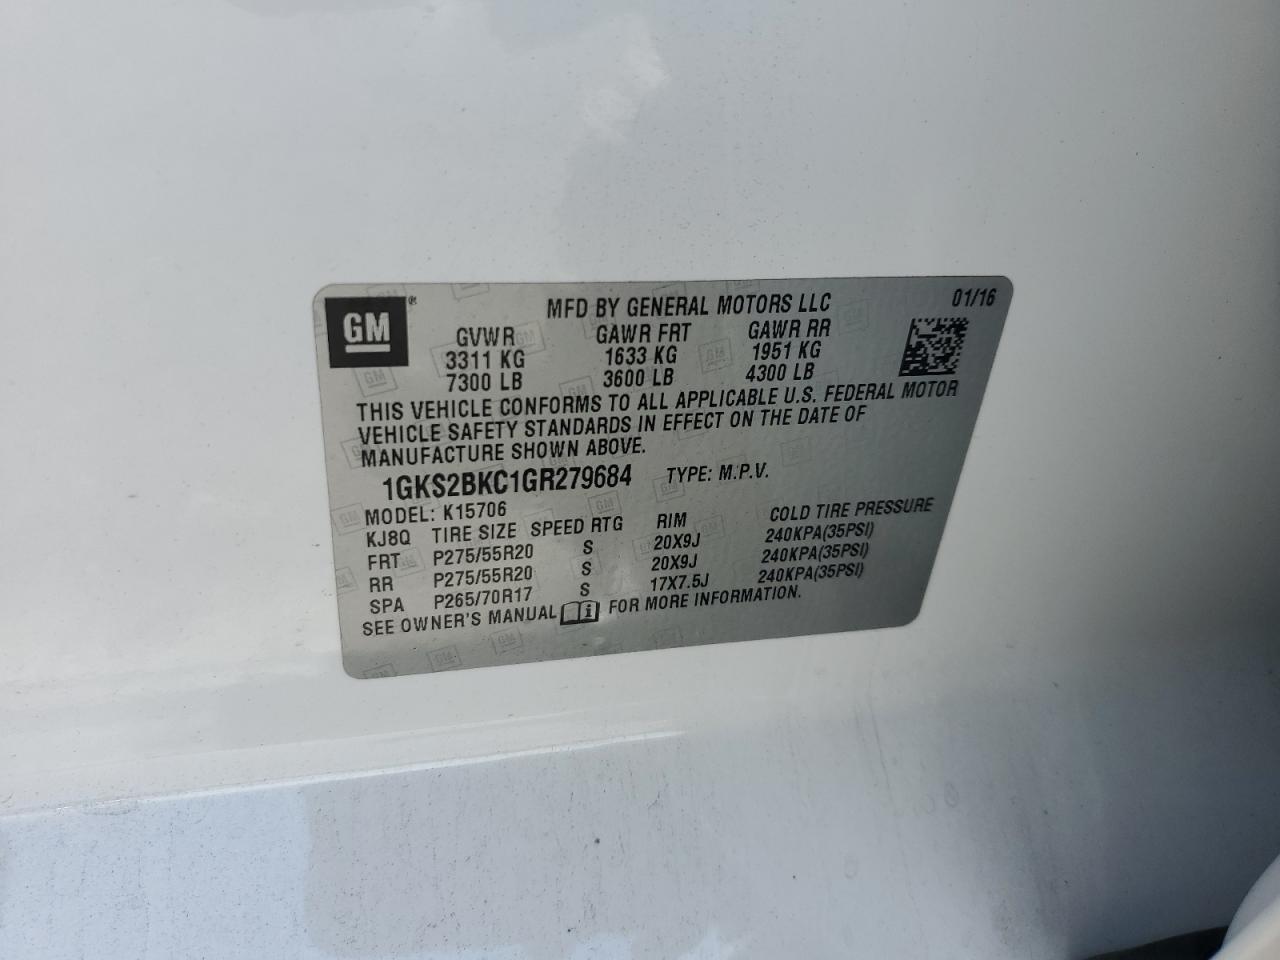 GM® MFD BY GENERAL MOTORS LLC 01/16
GVWR GAWR FRT GAWR RR
3311 KG 1633 KG 1951 KG
7300 LB 3600 LB 4300 LB
THIS VEHICLE CONFORMS TO ALL APPLICABLE U.S. FEDERAL MOTOR
VEHICLE SAFETY STANDARDS IN EFFECT ON THE DATE OF
MANUFACTURE SHOWN ABOVE.
1GKS2BKC1GR279684 TYPE: M.P.V.
MODEL: K15706
KJ8Q TIRE SIZE SPEED RTG RIM COLD TIRE PRESSURE
FRT P275/55R20 S 20X9J 240KPA(35PSI)
RR P275/55R20 S 20X9J 240KPA(35PSI)
SPA P265/70R17 S 17X7.5J 240KPA(35PSI)
SEE OWNER'S MANUAL i FOR MORE INFORMATION.